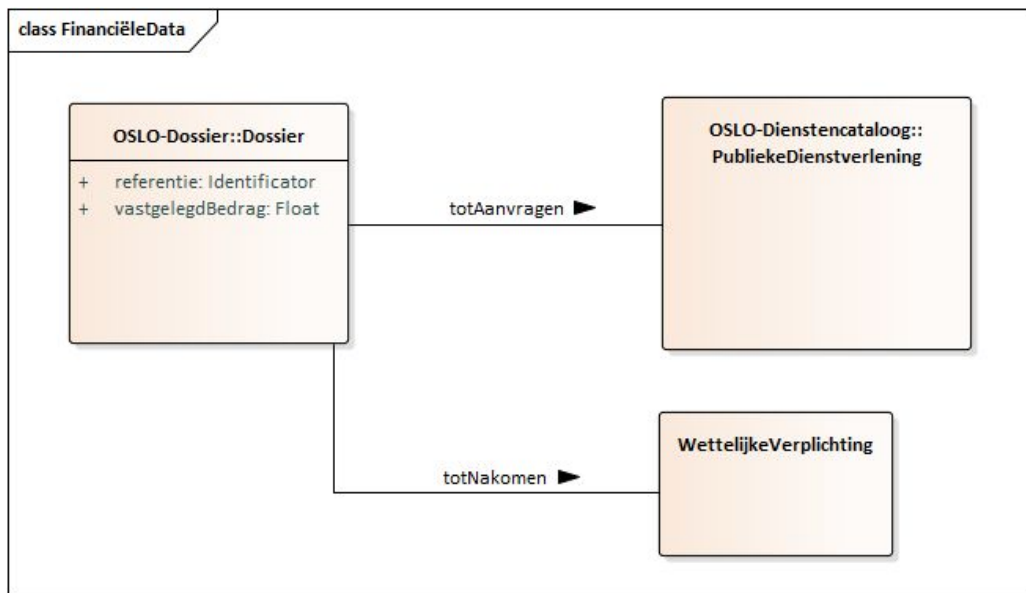 class FinanciëleData
OSLO-Dossier::Dossier
+ referentie: Identificator
+ vastgelegdBedrag: Float
totAanvragen
OSLO-Dienstencataloog::
PubliekeDienstverlening
totNakomen
WettelijkeVerplichting